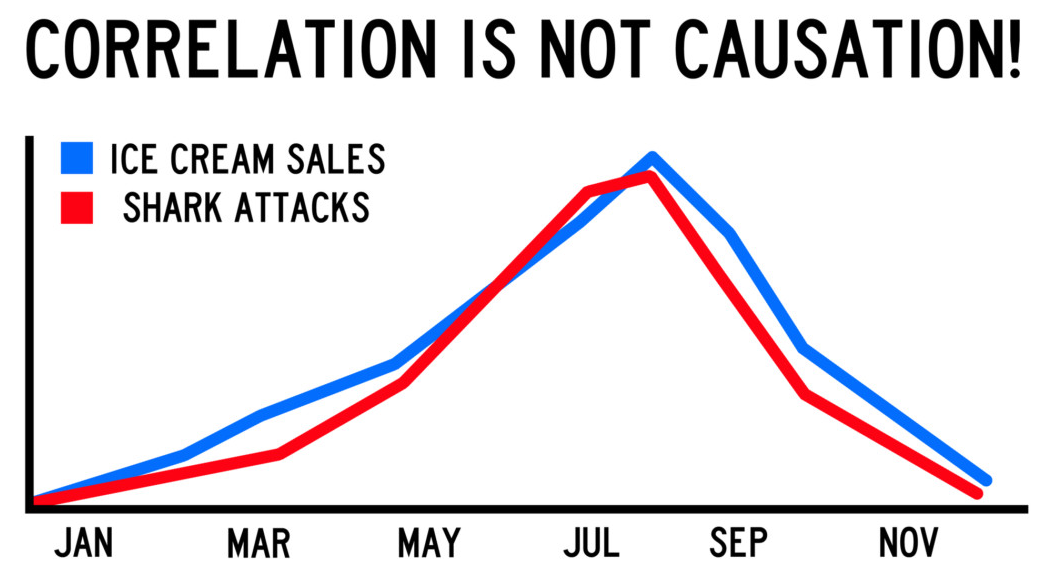 CORRELATION IS NOT CAUSATION!
ICE CREAM SALES
SHARK ATTACKS
JAN MAR MAY JUL SEP NOV